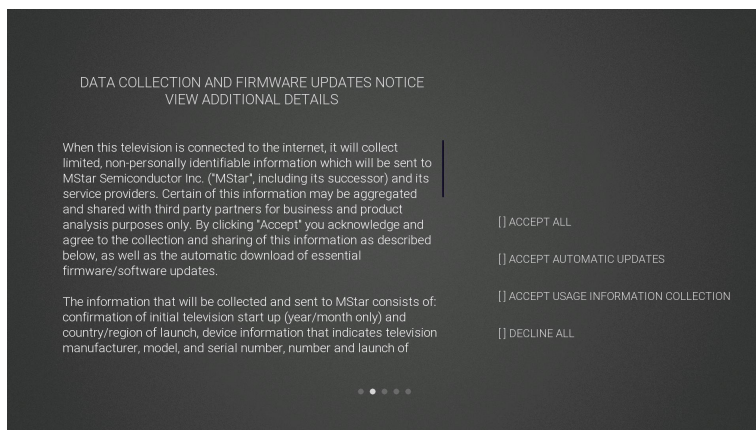 DATA COLLECTION AND FIRMWARE UPDATES NOTICE
VIEW ADDITIONAL DETAILS
When this television is connected to the internet, it will collect
limited, non-personally identifiable information which will be sent to
MStar Semiconductor Inc. ("MStar", including its successor) and its
service providers. Certain of this information may be aggregated
and shared with third party partners for business and product
analysis purposes only. By clicking "Accept" you acknowledge and
agree to the collection and sharing of this information as described
below, as well as the automatic download of essential
firmware/software updates.
The information that will be collected and sent to MStar consists of:
confirmation of initial television start up (year/month only) and
country/region of launch, device information that indicates television
manufacturer, model, and serial number, number and launch of
[ ] ACCEPT ALL
[ ] ACCEPT AUTOMATIC UPDATES
[ ] ACCEPT USAGE INFORMATION COLLECTION
[ ] DECLINE ALL